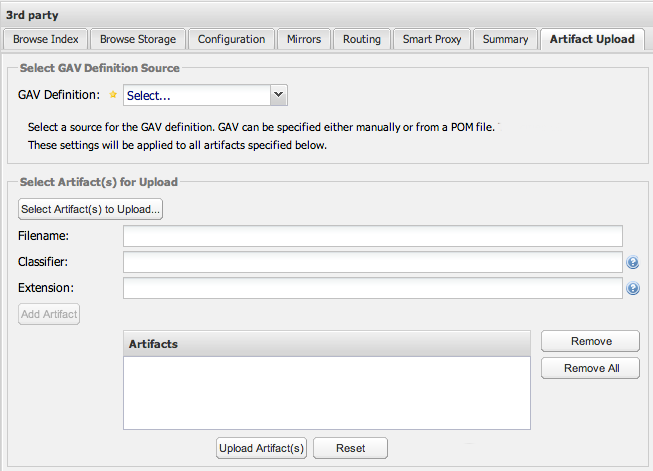 3rd party
Browse Index Browse Storage Configuration Mirrors Routing Smart Proxy Summary Artifact Upload
Select GAV Definition Source
GAV Definition: Select...
Select a source for the GAV definition. GAV can be specified either manually or from a POM file.
These settings will be applied to all artifacts specified below.
Select Artifact(s) for Upload
Select Artifact(s) to Upload...
Filename:
Classifier:
Extension:
Add Artifact
Artifacts
Remove
Remove All
Upload Artifact(s) Reset